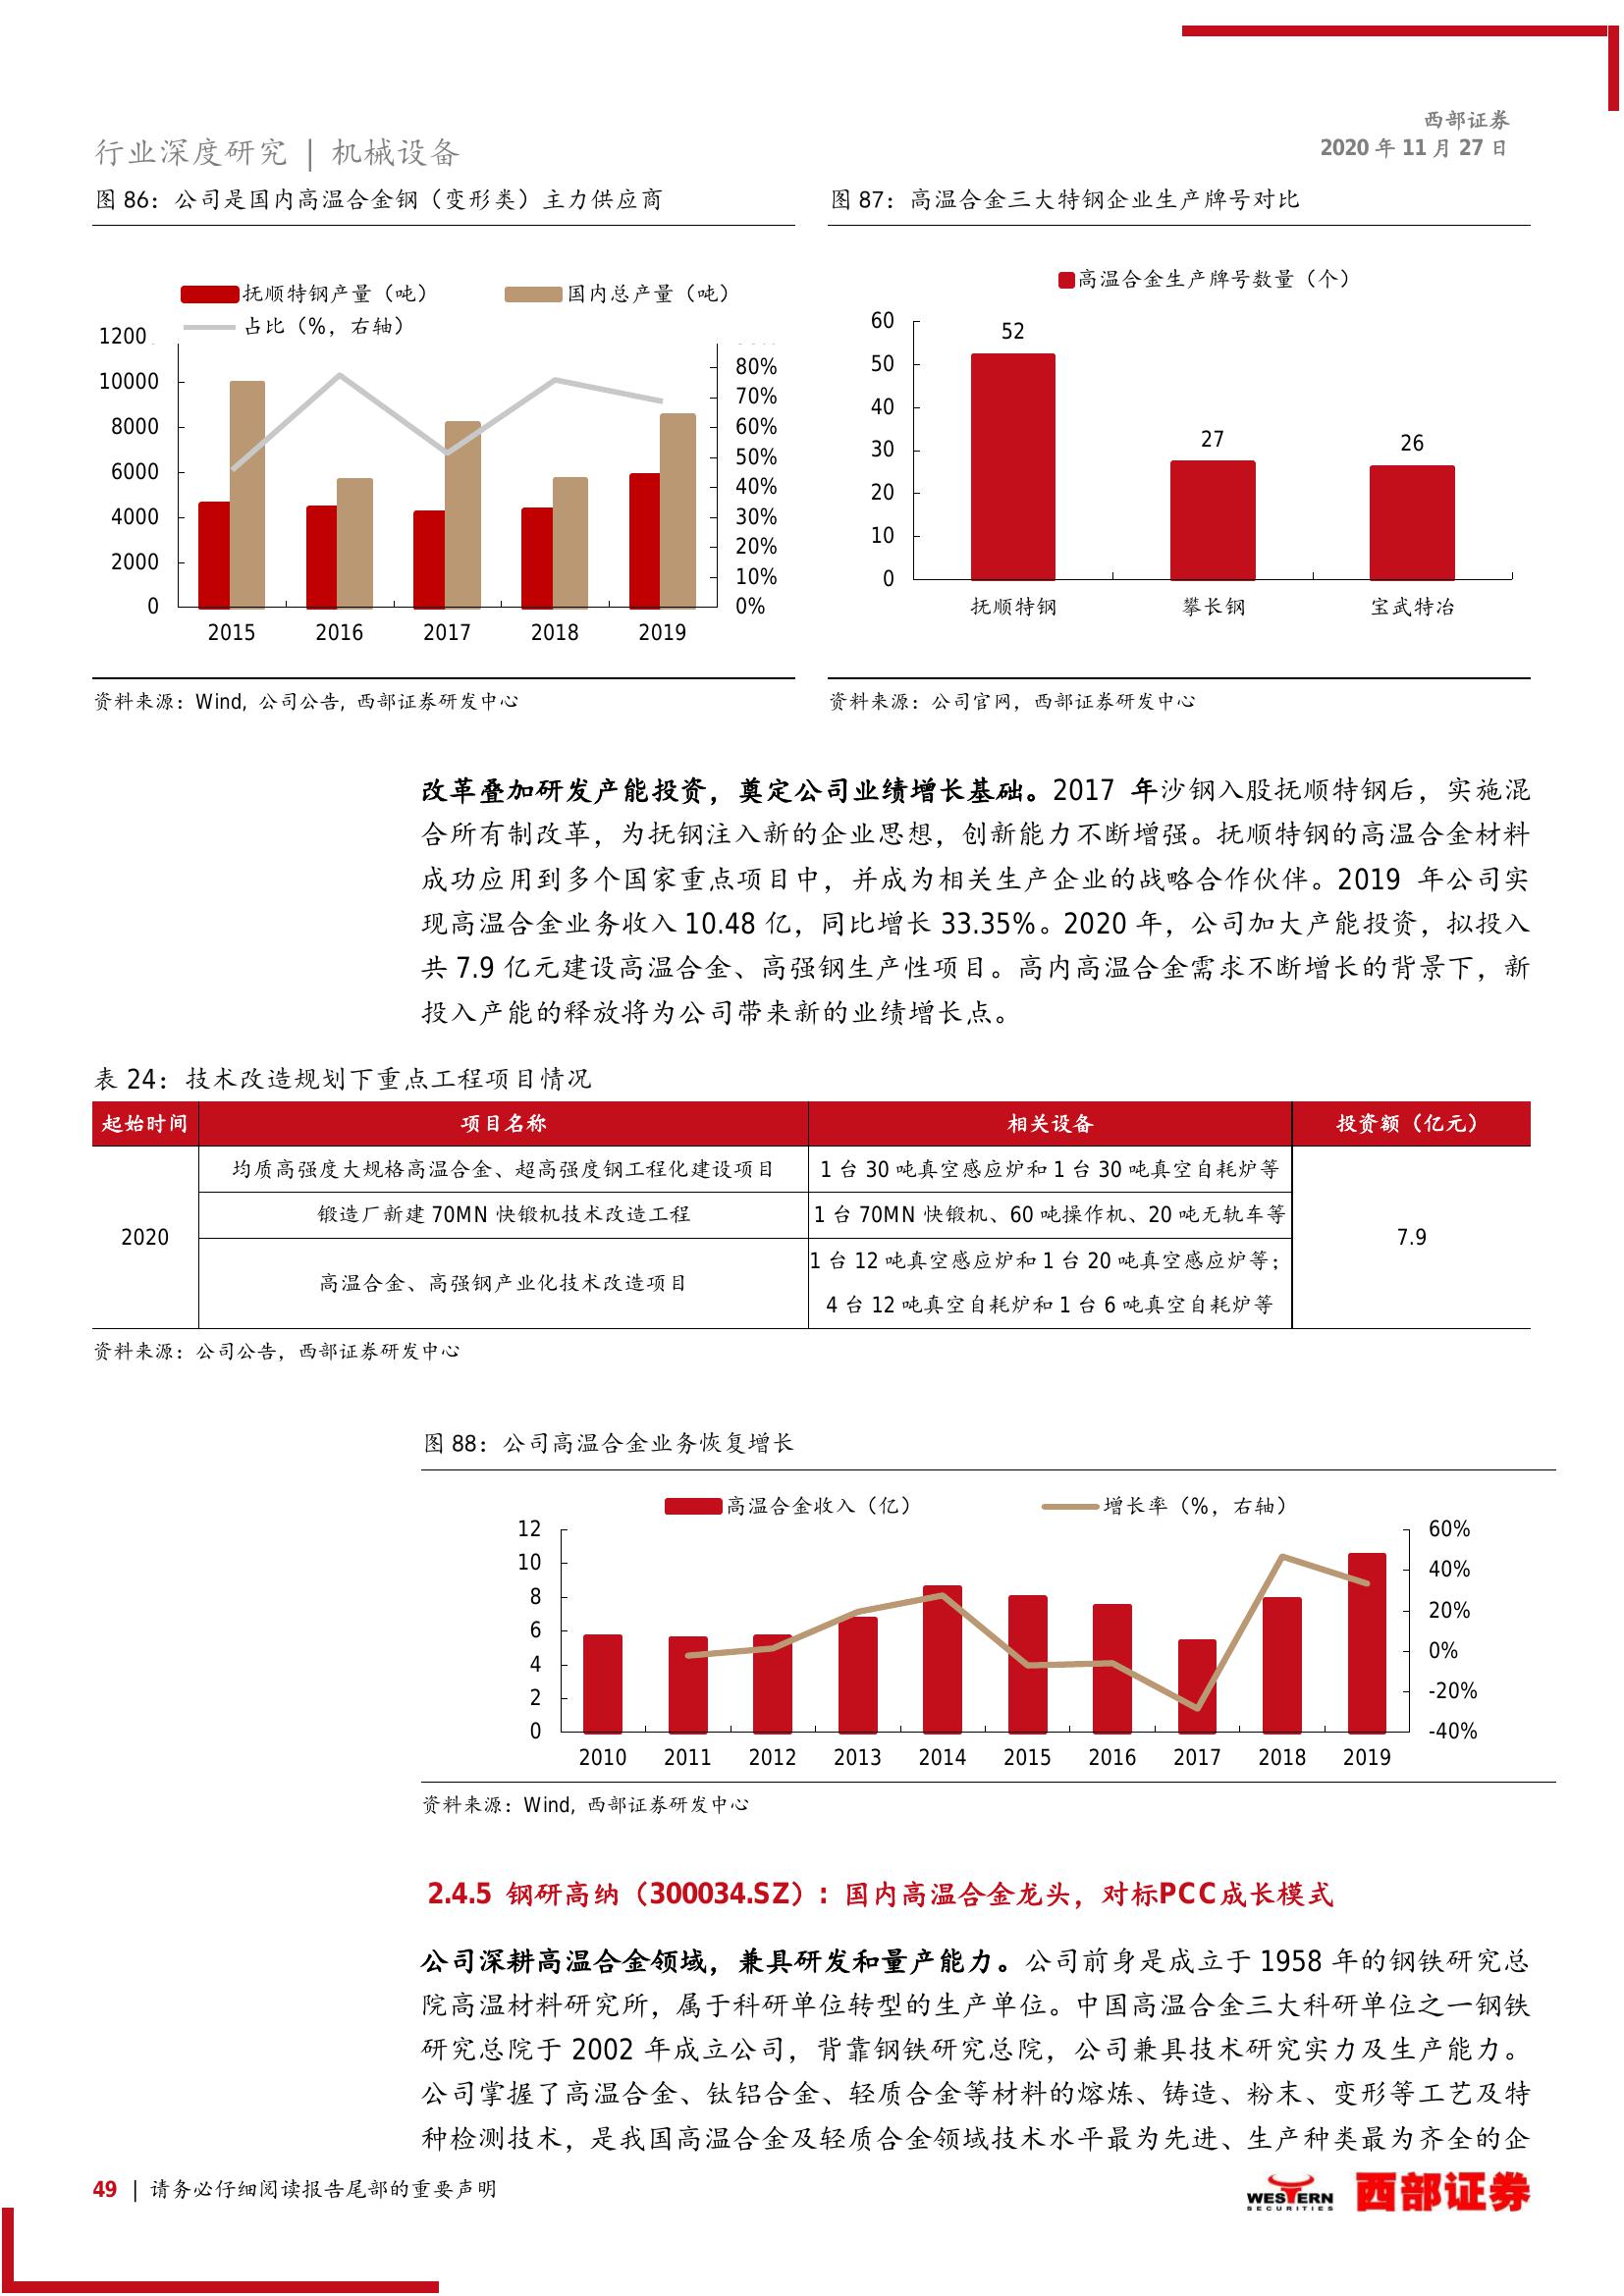 西部证券
行业深度研究 | 机械设备
2020 年 11 月 27 日
图 86：公司是国内高温合金钢（变形类）主力供应商
抚顺特钢产量（吨）
国内总产量（吨）
占比（%，右轴）
1200
10000
8000
6000
4000
2000
0
80%
70%
60%
50%
40%
30%
20%
10%
0%
2015 2016 2017 2018 2019
资料来源：Wind, 公司公告, 西部证券研发中心
图 87：高温合金三大特钢企业生产牌号对比
高温合金生产牌号数量（个）
60
50
40
30
20
10
0
52
27
26
抚顺特钢 攀长钢 宝武特冶
资料来源：公司官网，西部证券研发中心
改革叠加研发产能投资，奠定公司业绩增长基础。2017 年沙钢入股抚顺特钢后，实施混
合所有制改革，为抚钢注入新的企业思想，创新能力不断增强。抚顺特钢的高温合金材料
成功应用到多个国家重点项目中，并成为相关生产企业的战略合作伙伴。2019 年公司实
现高温合金业务收入 10.48 亿，同比增长 33.35%。2020 年，公司加大产能投资，拟投入
共 7.9 亿元建设高温合金、高强钢生产性项目。高内高温合金需求不断增长的背景下，新
投入产能的释放将为公司带来新的业绩增长点。
表 24：技术改造规划下重点工程项目情况
起始时间 项目名称 相关设备 投资额（亿元）
均质高强度大规格高温合金、超高强度钢工程化建设项目 1 台 30 吨真空感应炉和 1 台 30 吨真空自耗炉等
锻造厂新建 70MN 快锻机技术改造工程 1 台 70MN 快锻机、60 吨操作机、20 吨无轨车等
2020 7.9
高温合金、高强钢产业化技术改造项目 1 台 12 吨真空感应炉和 1 台 20 吨真空感应炉等；
4 台 12 吨真空自耗炉和 1 台 6 吨真空自耗炉等
资料来源：公司公告，西部证券研发中心
图 88：公司高温合金业务恢复增长
高温合金收入（亿）
增长率（%，右轴）
12
10
8
6
4
2
0
60%
40%
20%
0%
-20%
-40%
2010 2011 2012 2013 2014 2015 2016 2017 2018 2019
资料来源：Wind, 西部证券研发中心
2.4.5 钢研高纳（300034.SZ）：国内高温合金龙头，对标PCC成长模式
公司深耕高温合金领域，兼具研发和量产能力。公司前身是成立于 1958 年的钢铁研究总
院高温材料研究所，属于科研单位转型的生产单位。中国高温合金三大科研单位之一钢铁
研究总院于 2002 年成立公司，背靠钢铁研究总院，公司兼具技术研究实力及生产能力。
公司掌握了高温合金、钛铝合金、轻质合金等材料的熔炼、铸造、粉末、变形等工艺及特
种检测技术，是我国高温合金及轻质合金领域技术水平最为先进、生产种类最为齐全的企
49 | 请务必仔细阅读报告尾部的重要声明
WESTERN
SECURITIES
西部证券